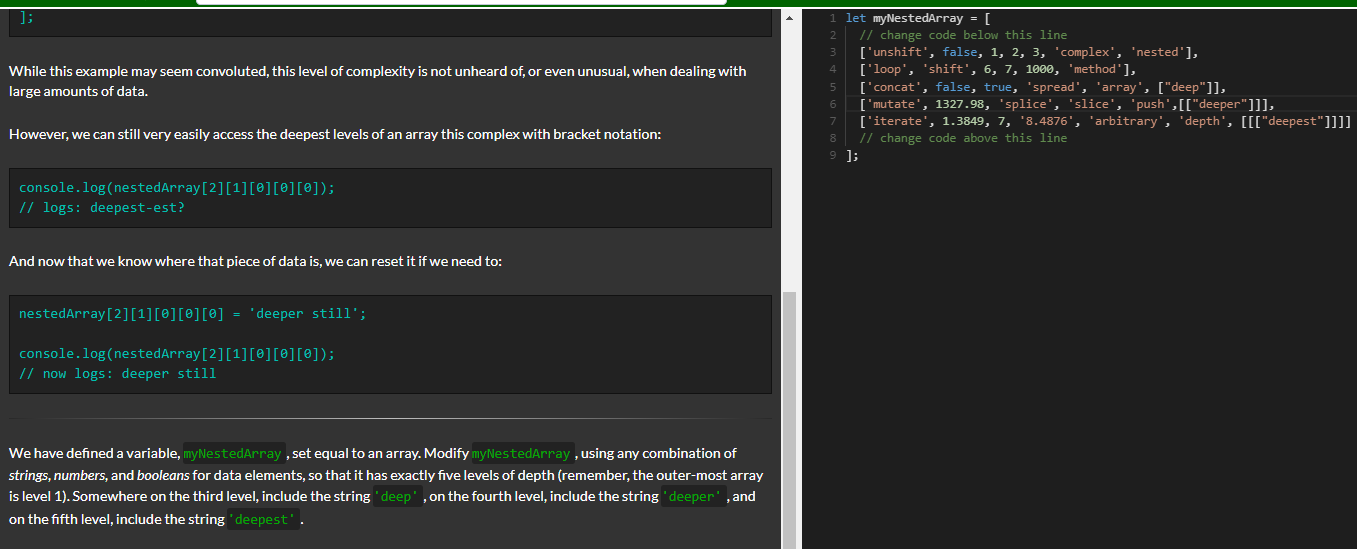 ];
While this example may seem convoluted, this level of complexity is not unheard of, or even unusual, when dealing with
large amounts of data.
However, we can still very easily access the deepest levels of an array this complex with bracket notation:
console.log(nestedArray[2][1][0][0][0]);
// logs: deepest-est?
And now that we know where that piece of data is, we can reset it if we need to:
nestedArray[2][1][0][0][0] = 'deeper still';
console.log(nestedArray[2][1][0][0][0]);
// now logs: deeper still
We have defined a variable, myNestedArray , set equal to an array. Modify myNestedArray , using any combination of
strings, numbers, and booleans for data elements, so that it has exactly five levels of depth (remember, the outer-most array
is level 1). Somewhere on the third level, include the string 'deep' , on the fourth level, include the string 'deeper' , and
on the fifth level, include the string 'deepest' .
1 let myNestedArray = [
2 // change code below this line
3 ['unshift', false, 1, 2, 3, 'complex', 'nested'],
4 ['loop', 'shift', 6, 7, 1000, 'method'],
5 ['concat', false, true, 'spread', 'array', ["deep"]],
6 ['mutate', 1327.98, 'splice', 'slice', 'push',[["deeper"]]],
7 ['iterate', 1.3849, 7, '8.4876', 'arbitrary', 'depth', [[["deepest"]]]]
8 // change code above this line
9 ];